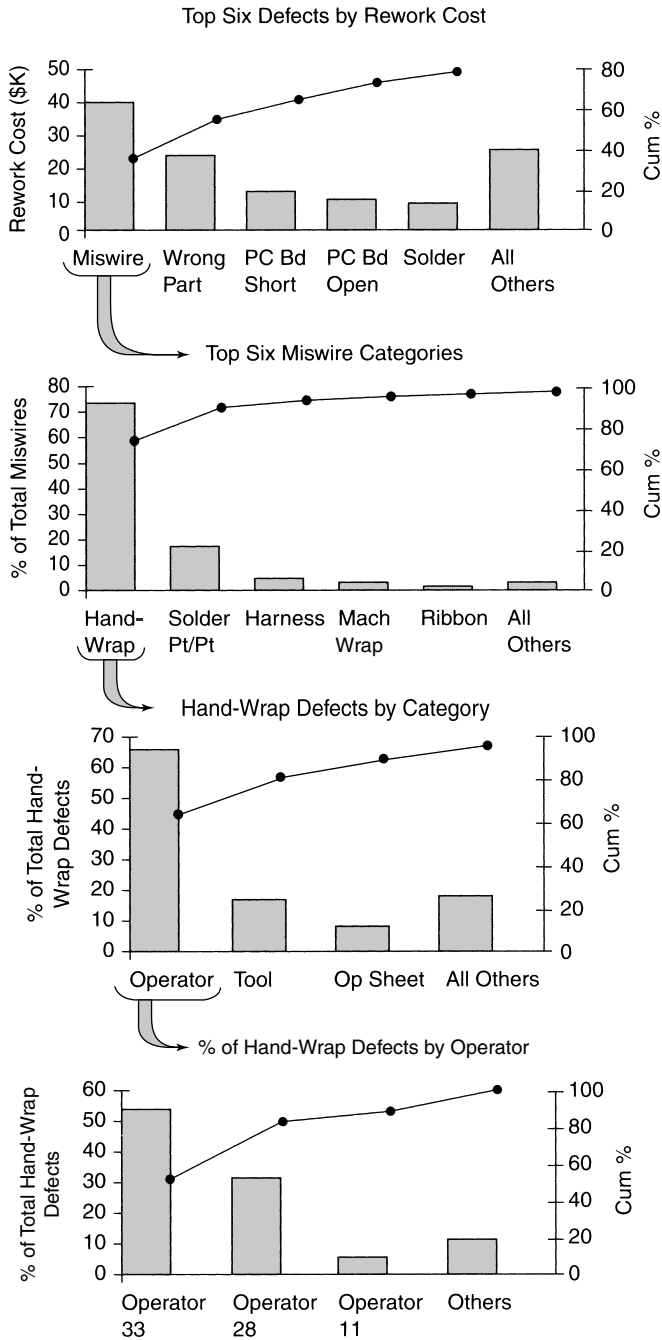 Top Six Defects by Rework Cost
Rework Cost ($K)
50
40
30
20
10
0
80
60
40
20
0
Cum %
Miswire
Wrong
Part
PC Bd
Short
PC Bd
Open
Solder
All
Others
Top Six Miswire Categories
% of Total Miswires
80
70
60
50
40
30
20
10
0
100
80
60
40
20
0
Cum %
Hand-
Wrap
Solder
Pt/Pt
Harness
Mach
Wrap
Ribbon
All
Others
Hand-Wrap Defects by Category
% of Total Hand-
Wrap Defects
70
60
50
40
30
20
10
0
100
80
60
40
20
0
Cum %
Operator
Tool
Op Sheet
All Others
% of Hand-Wrap Defects by Operator
% of Total Hand-Wrap
Defects
60
50
40
30
20
10
0
100
80
60
40
20
0
Cum %
Operator
33
Operator
28
Operator
11
Others